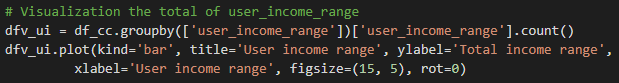 # Visualization the total of user_income_range
dfv_ui = df_cc.groupby(['user_income_range'])['user_income_range'].count()
dfv_ui.plot(kind='bar', title='User income range', ylabel='Total income range',
xlabel='User income range', figsize=(15, 5), rot=0)